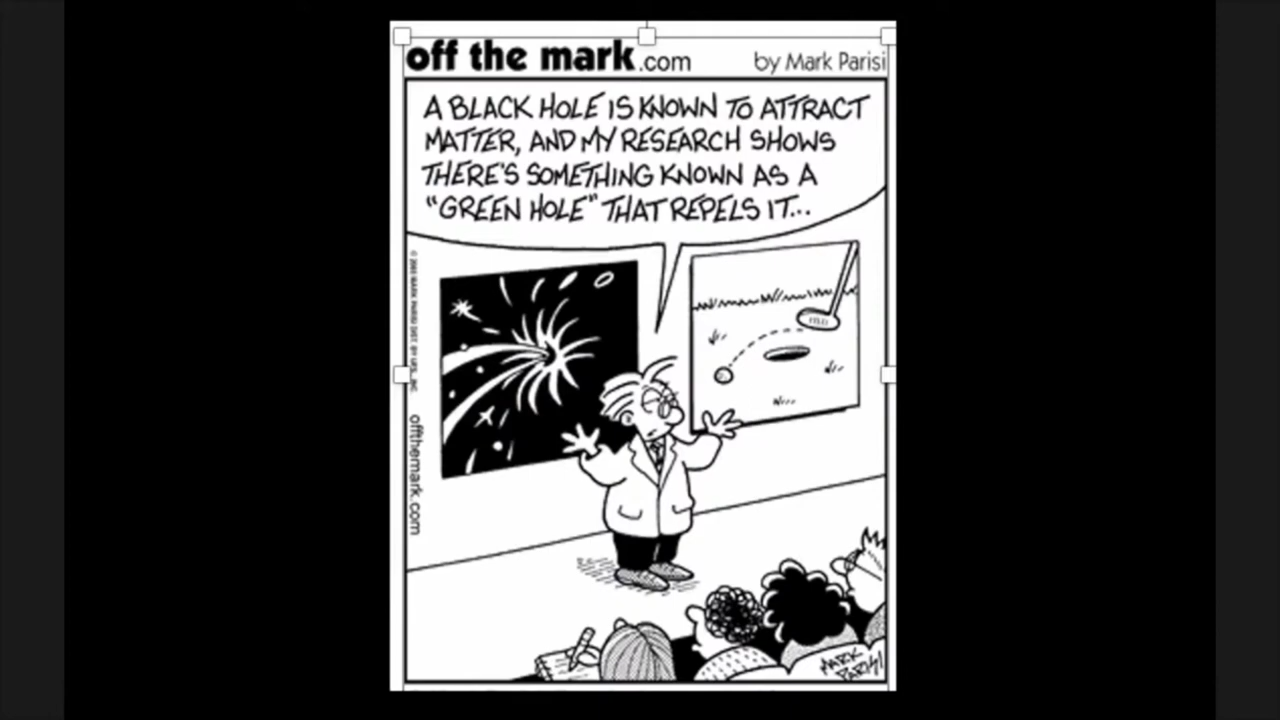 off the mark.com by Mark Parisi
A BLACK HOLE IS KNOWN TO ATTRACT
MATTER, AND MY RESEARCH SHOWS
THERE'S SOMETHING KNOWN AS A
"GREEN HOLE" THAT REPELS IT...
offthemark.com
MARK
PARISI